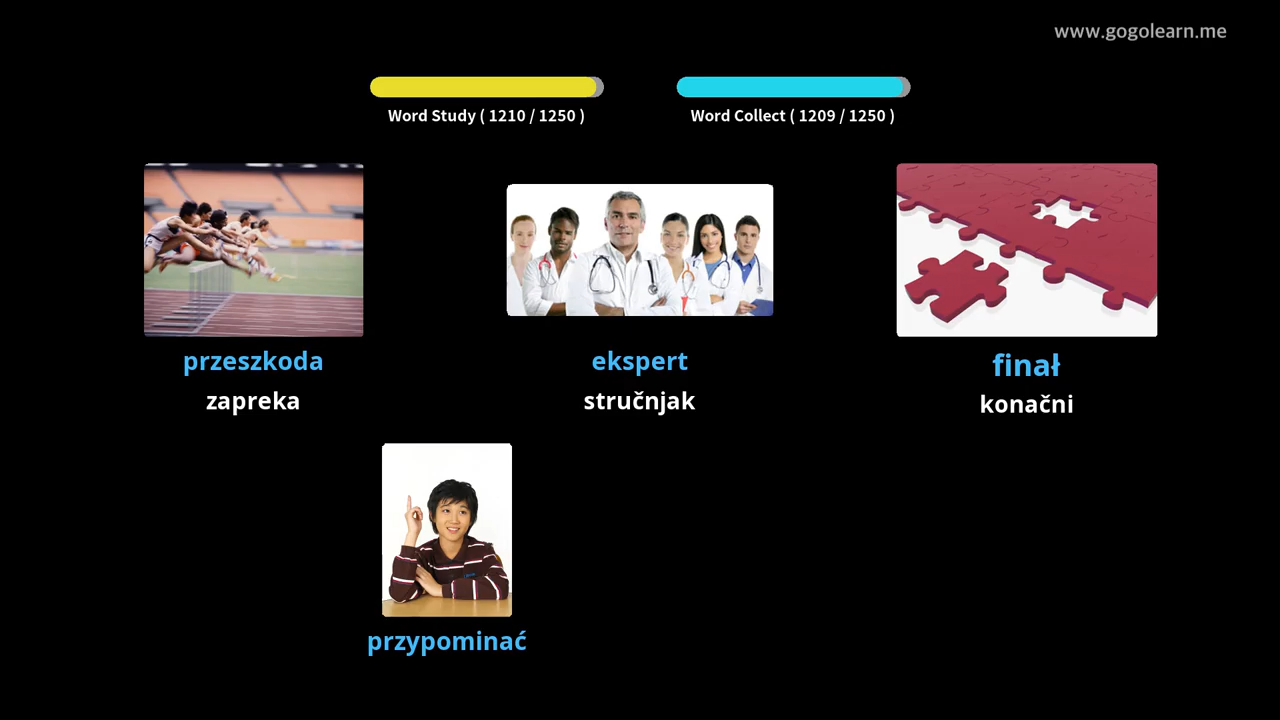 www.gogolearn.me
Word Study ( 1210 / 1250 )
Word Collect ( 1209 / 1250 )
przeszkoda
zapreka
ekspert
stručnjak
finał
konačni
przypominać